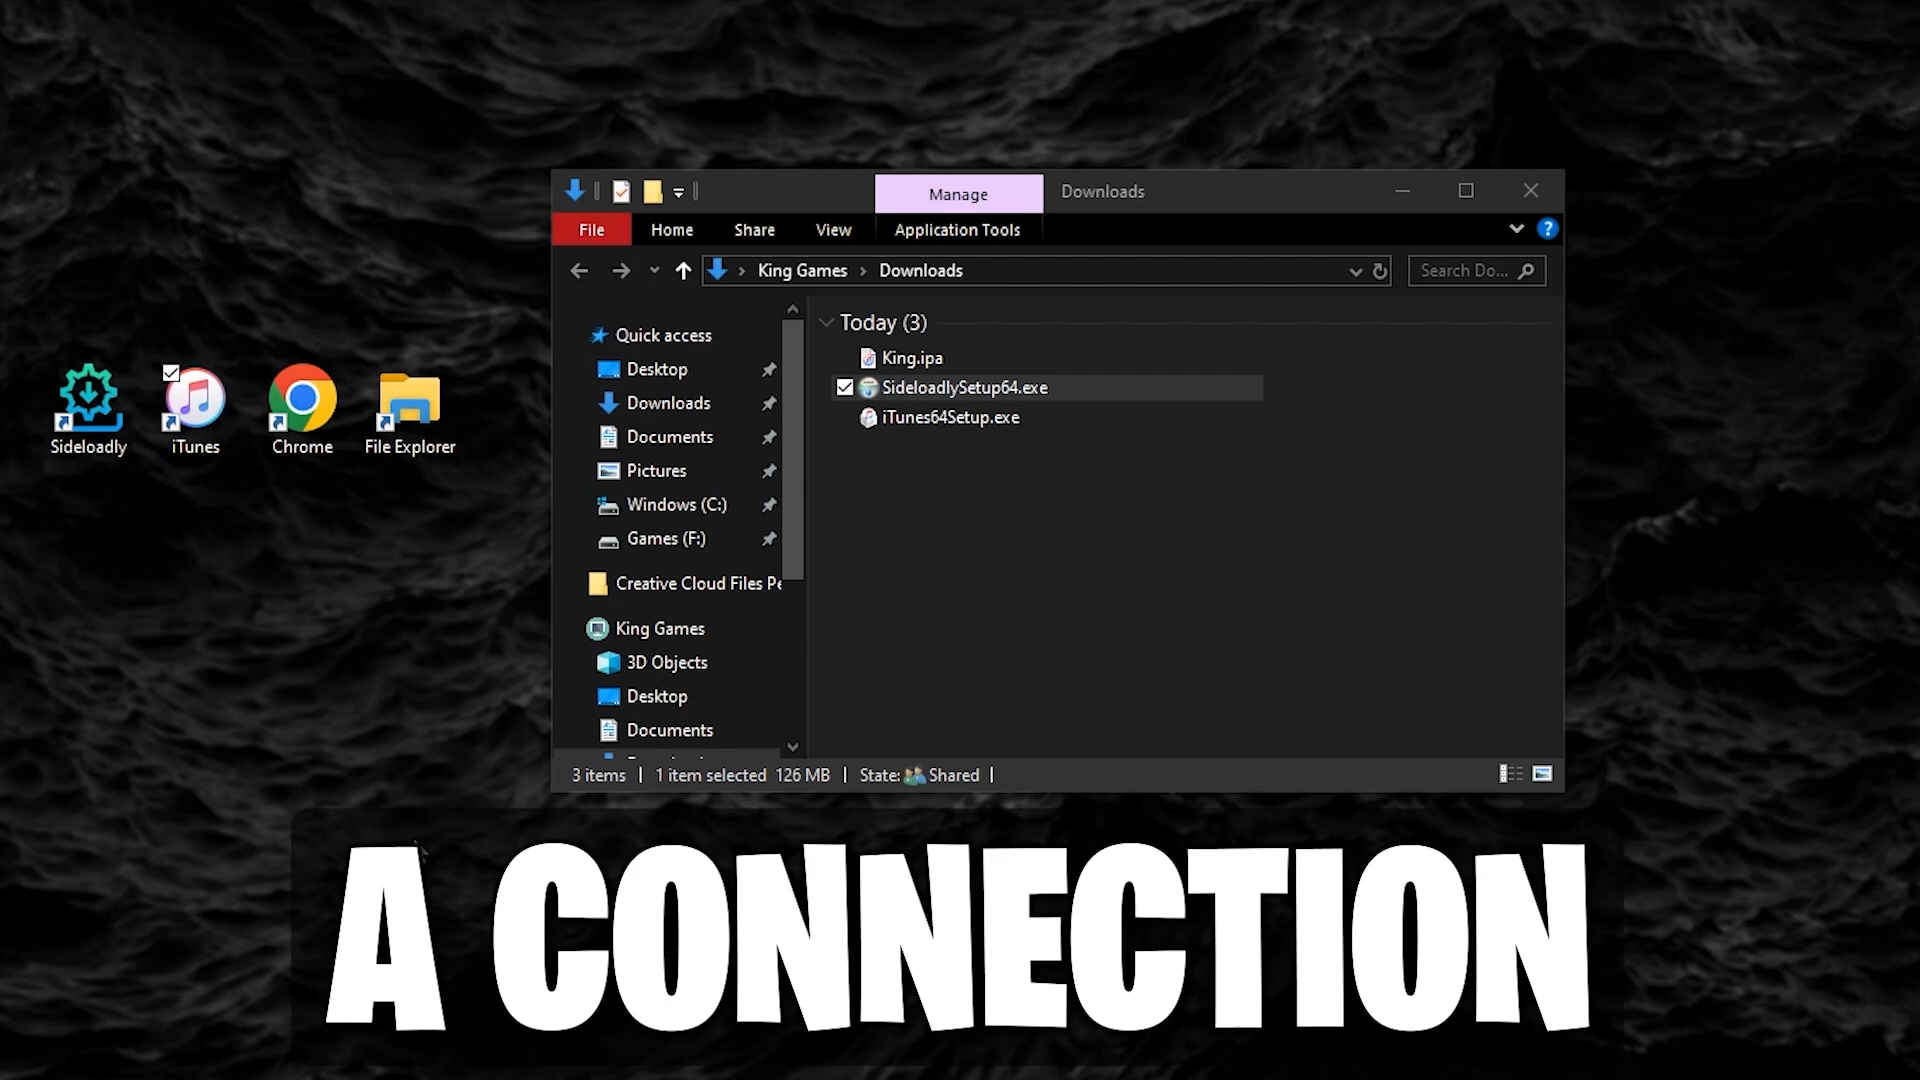 Manage
Downloads
File
Home
Share
View
Application Tools
King Games
Downloads
Search Do...
Quick access
Desktop
Downloads
Documents
Pictures
Windows (C:)
Games (F:)
Creative Cloud Files Pe
King Games
3D Objects
Desktop
Documents
Today (3)
King.ipa
SideloadlySetup64.exe
iTunes64Setup.exe
Sideloadly
iTunes
Chrome
File Explorer
3 items
1 item selected 126 MB
State: Shared
A CONNECTION